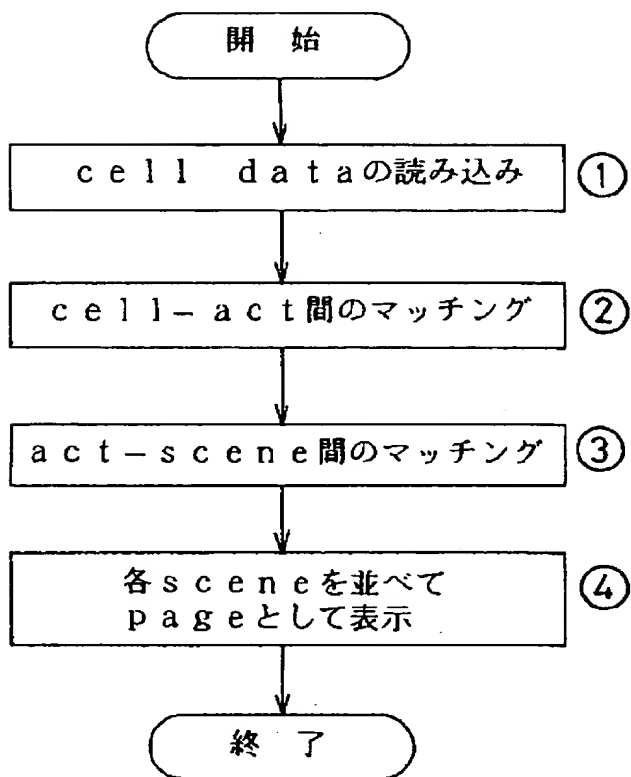 開 始
cell dataの読み込み ①
cell-act間のマッチング ②
act-scene間のマッチング ③
各sceneを並べて
pageとして表示 ④
終 了